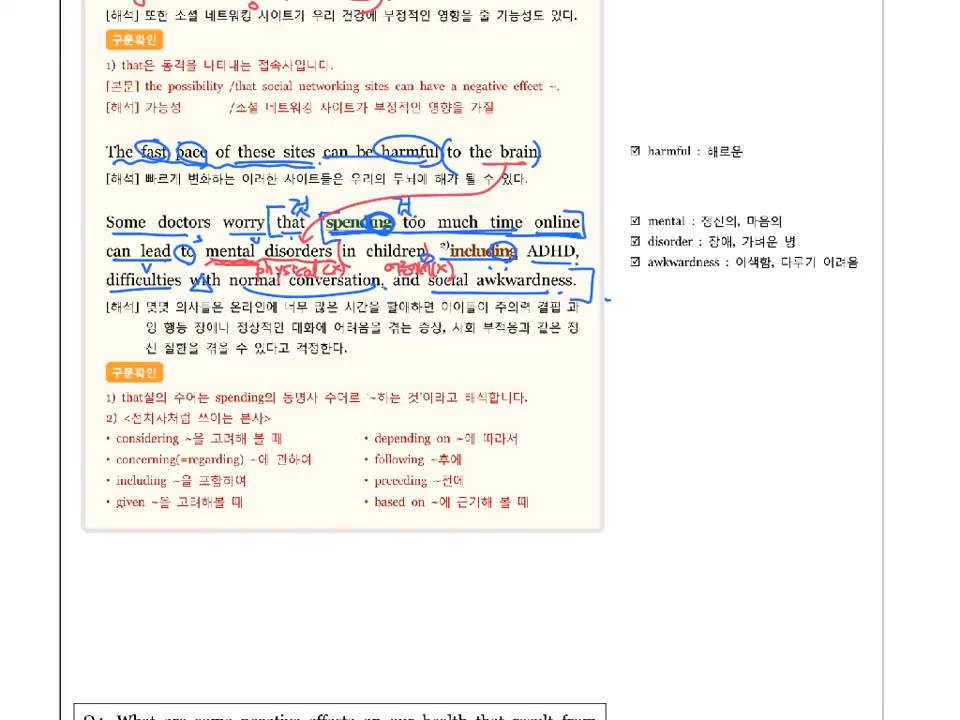 [해석] 또한 소셜 네트워킹 사이트가 우리 건강에 부정적인 영향을 줄 가능성도 있다.
구문확인
1) that은 동격을 나타내는 접속사입니다.
[본문] the possibility /that social networking sites can have a negative effect ~.
[해석] 가능성 /소셜 네트워킹 사이트가 부정적인 영향을 가질
The fast pace of these sites can be harmful to the brain.
☑ harmful : 해로운
[해석] 빠르게 변화하는 이러한 사이트들은 우리의 두뇌에 해가 될 수 있다.
것 것
Some doctors worry that spending too much time online
☑ mental : 정신의, 마음의
can lead to mental disorders in children, 2)including ADHD,
☑ disorder : 장애, 가벼운 병
physical (x)
☑ awkwardness : 어색함, 다루기 어려움
difficulties with normal conversation, and social awkwardness.
[해석] 몇몇 의사들은 온라인에 너무 많은 시간을 할애하면 아이들이 주의력 결핍 과
잉 행동 장애나 정상적인 대화에 어려움을 겪는 증상, 사회 부적응과 같은 정
신 질환을 겪을 수 있다고 걱정한다.
구문확인
1) that절의 주어는 spending의 동명사 주어로 '~하는 것'이라고 해석합니다.
2) <전치사처럼 쓰이는 분사>
• considering ~을 고려해 볼 때 • depending on ~에 따라서
• concerning(=regarding) ~에 관하여 • following ~후에
• including ~을 포함하여 • preceding ~전에
• given ~을 고려해볼 때 • based on ~에 근거해 볼 때
What are some negative effects on our health that result from